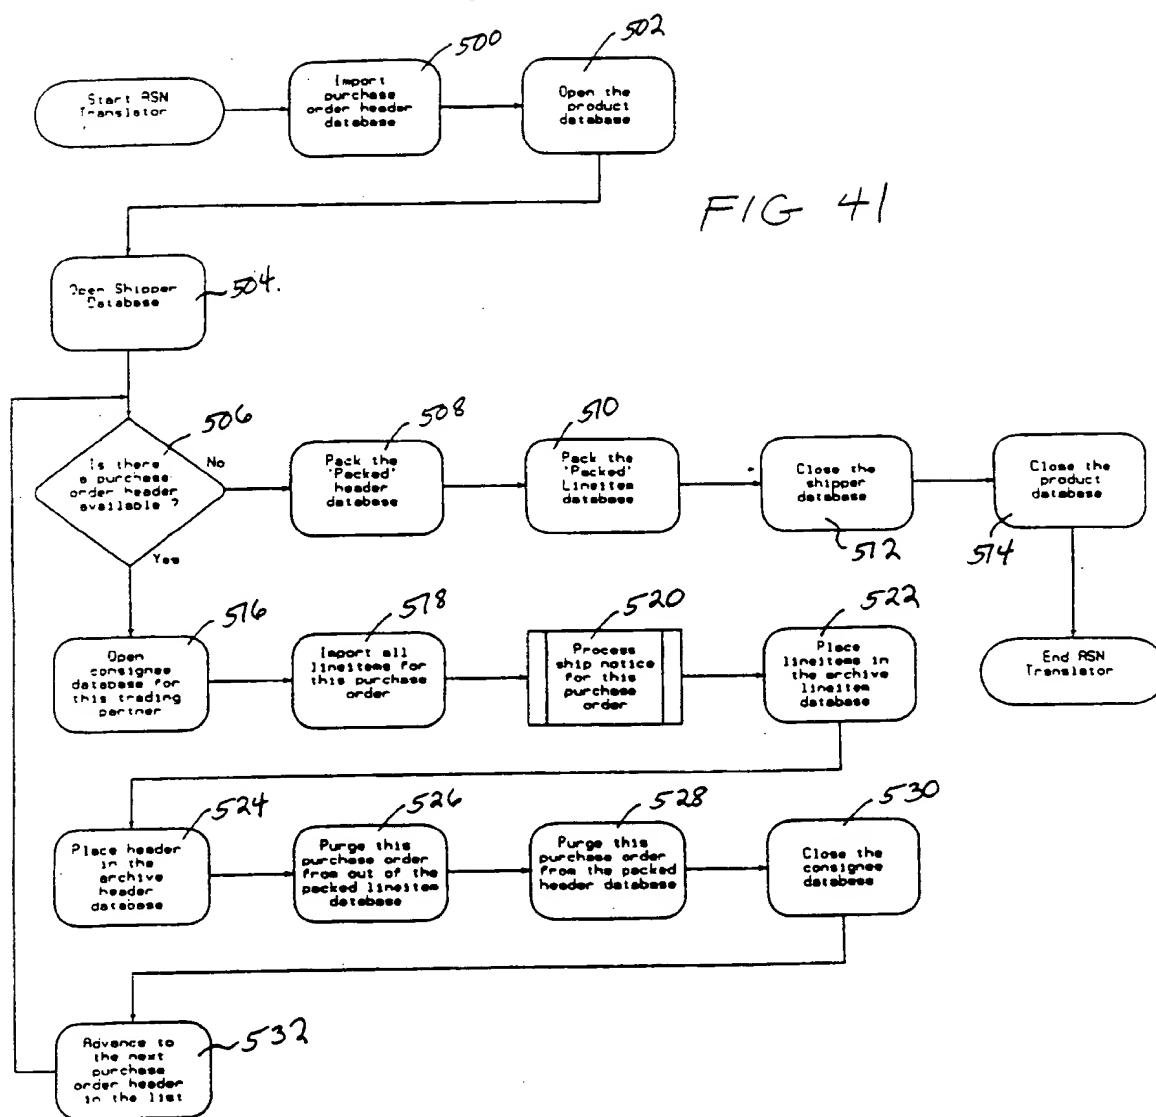 500
502
Start ASN
Translator
Import
purchase
order header
database
Open the
product
database
FIG 41
Open Shipper
Database
504.
506
Is there
a purchase
order header
available ?
No
Yes
508
Pack the
'Packed'
header
database
510
Pack the
'Packed'
Lineitem
database
Close the
shipper
database
512
Close the
product
database
514
516
Open
consignee
database for
this trading
partner
518
Import all
lineitems for
this purchase
order
520
Process
ship notice
for this
purchase
order
522
Place
lineitems in
the archive
lineitem
database
End ASN
Translator
524
Place header
in the
archive
header
database
526
Purge this
purchase order
from out of the
packed lineitem
database
528
Purge this
purchase order
from the packed
header database
530
Close the
consignee
database
532
Advance to
the next
purchase
order header
in the list